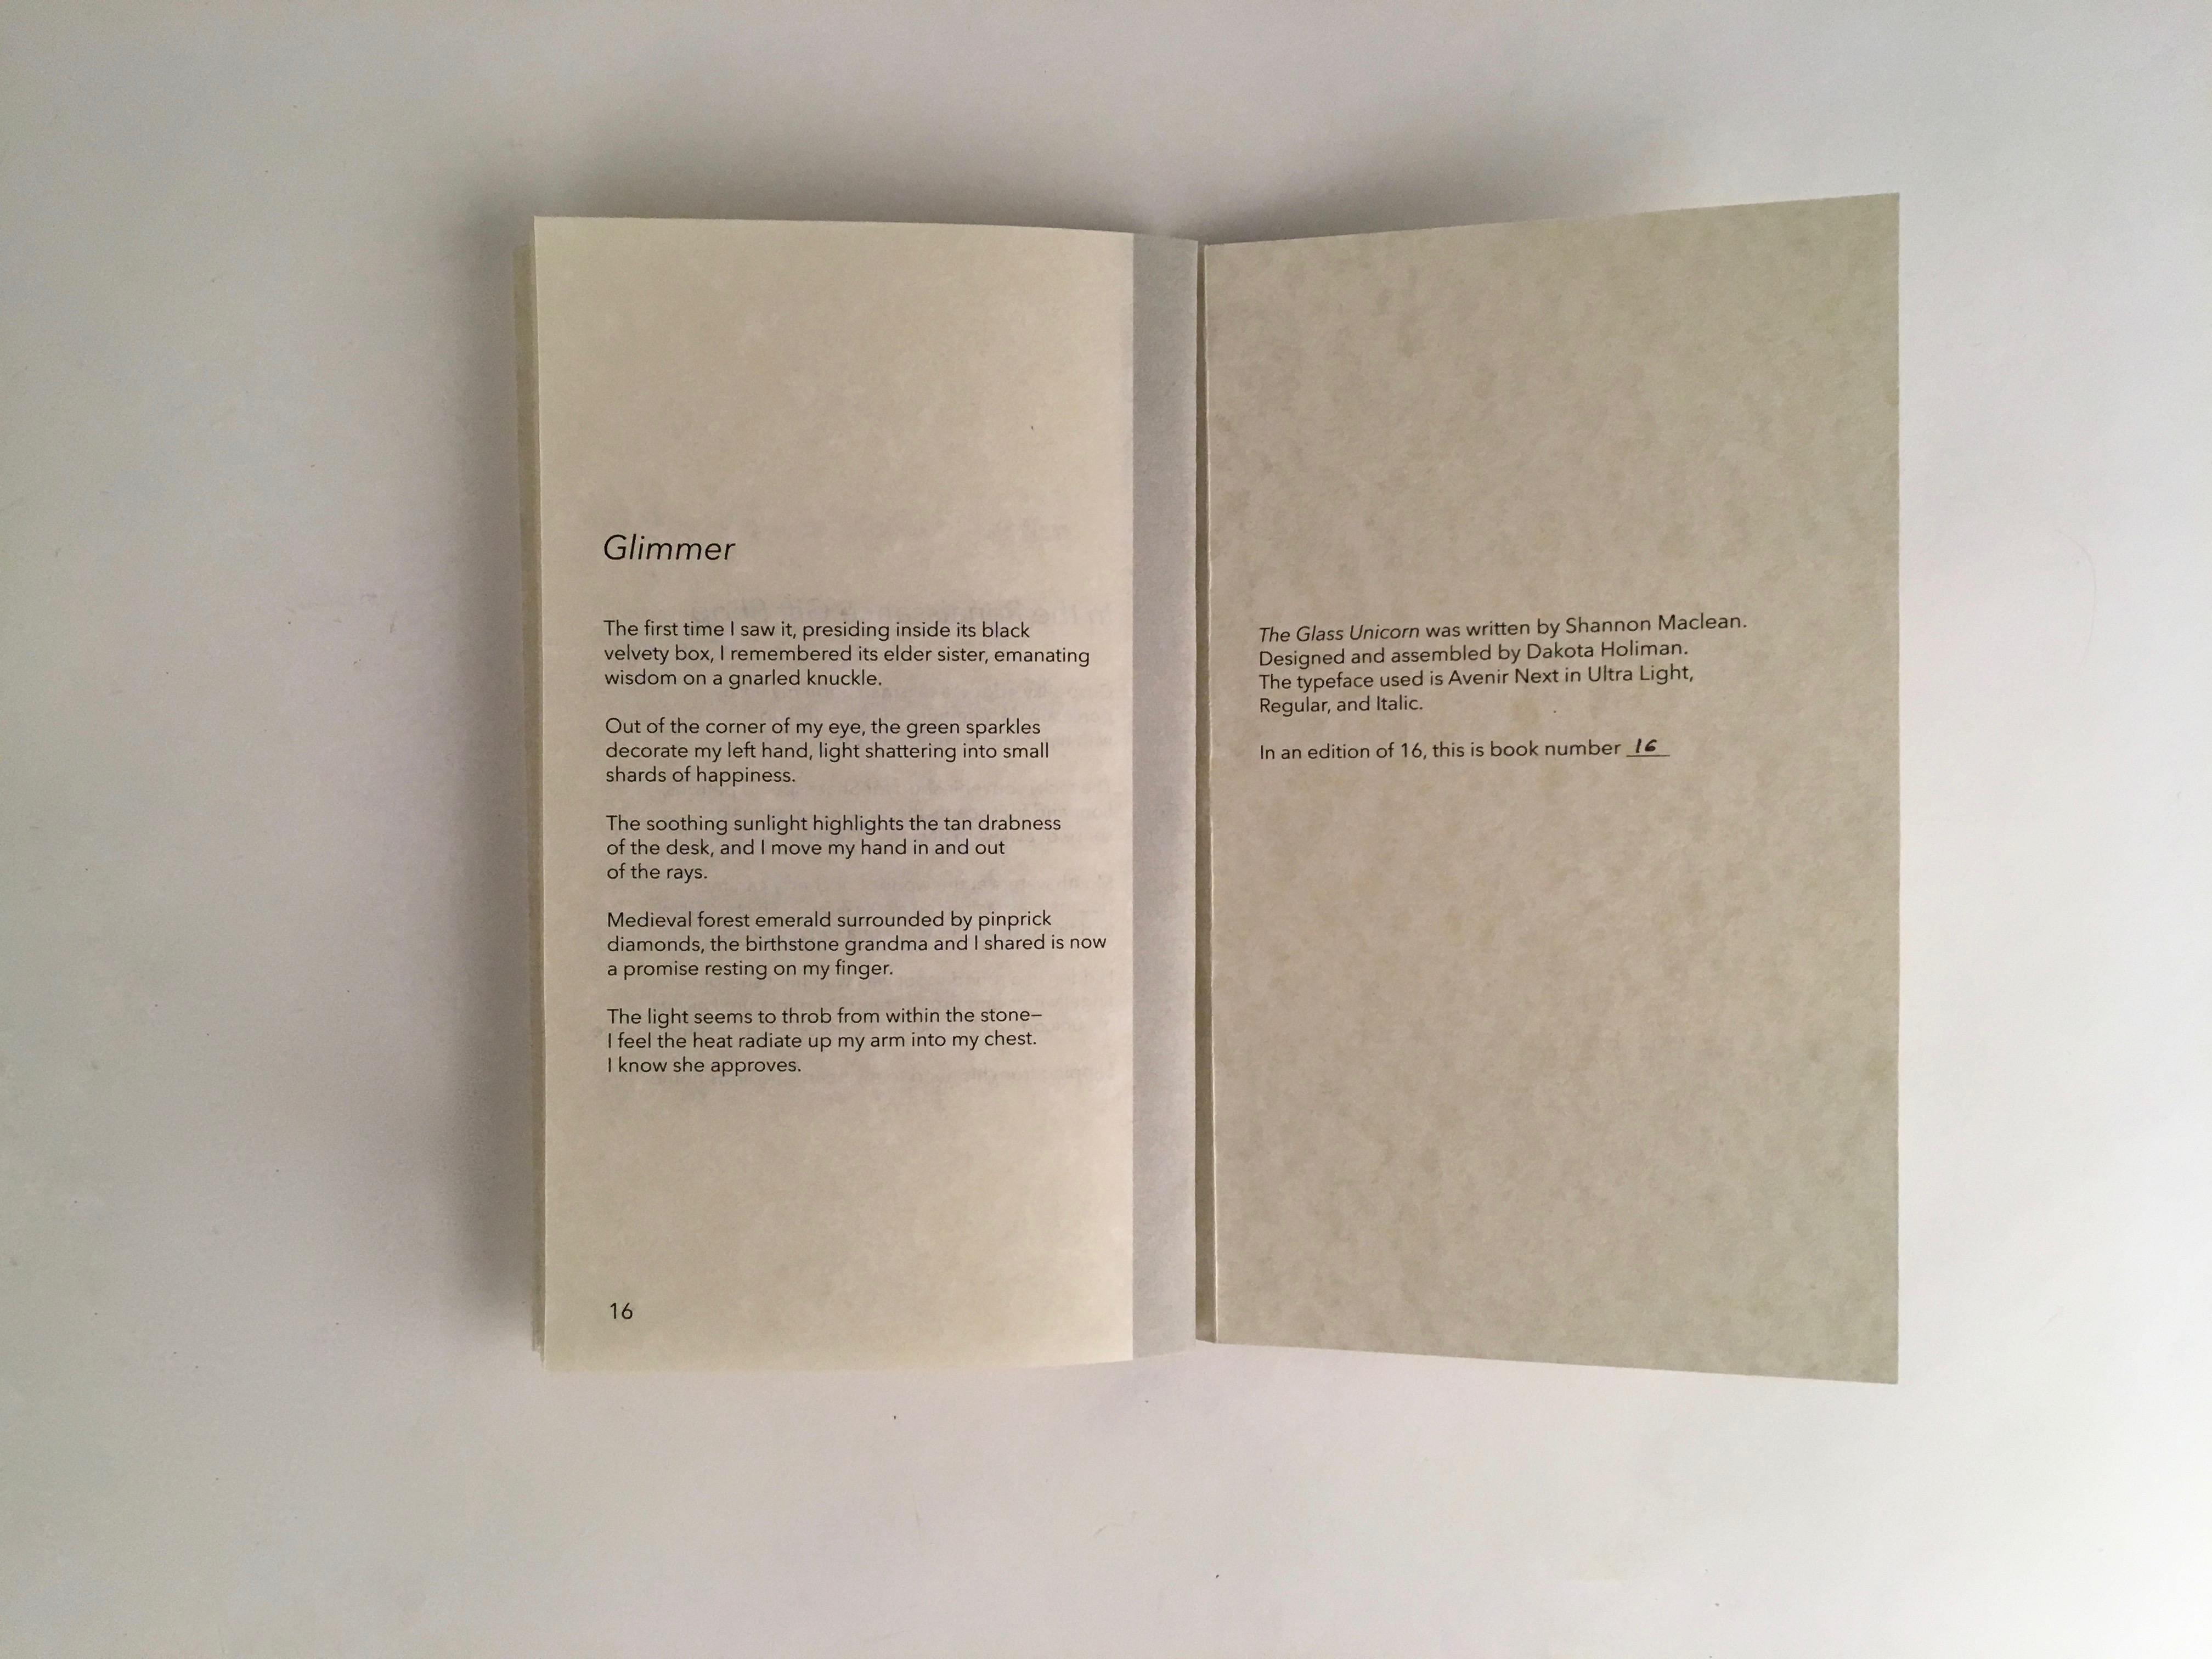 Glimmer
The first time I saw it, presiding inside its black
velvety box, I remembered its elder sister, emanating
wisdom on a gnarled knuckle.
Out of the corner of my eye, the green sparkles
decorate my left hand, light shattering into small
shards of happiness.
The soothing sunlight highlights the tan drabness
of the desk, and I move my hand in and out
of the rays.
Medieval forest emerald surrounded by pinprick
diamonds, the birthstone grandma and I shared is now
a promise resting on my finger.
The light seems to throb from within the stone–
I feel the heat radiate up my arm into my chest.
I know she approves.
16
The Glass Unicorn was written by Shannon Maclean.
Designed and assembled by Dakota Holiman.
The typeface used is Avenir Next in Ultra Light,
Regular, and Italic.
In an edition of 16, this is book number 16